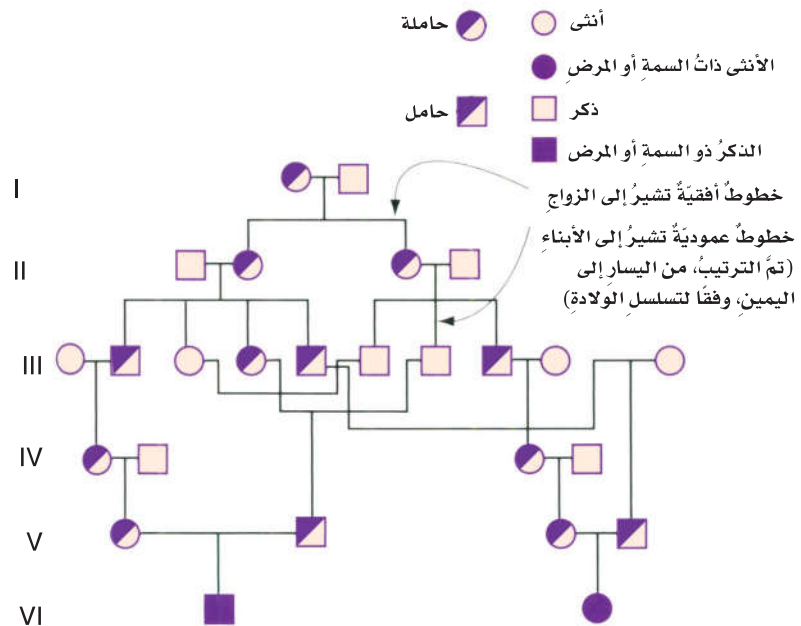 أنثى
حاملة
الأنثى ذاتُ السمةِ أو المرضِ
ذكر
حامل
الذكرُ ذو السمةِ أو المرضِ
خطوطٌ أفقيّةٌ تشيرُ إلى الزواجِ
خطوطٌ عموديّةٌ تشيرُ إلى الأبناءِ
(تمَّ الترتيبُ، من اليسارِ إلى
اليمينِ، وفقًا لتسلسلِ الولادةِ)
I
II
III
IV
V
VI